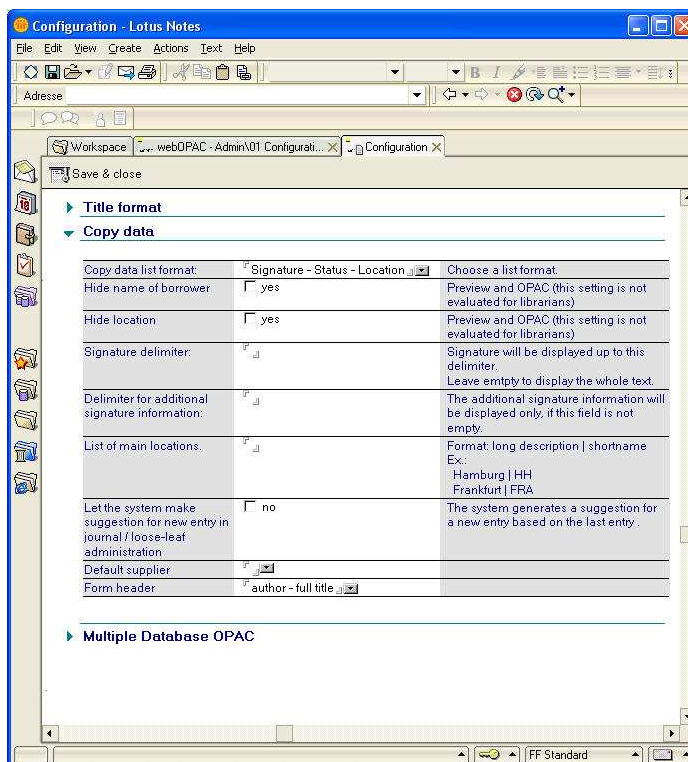 Configuration - Lotus Notes
File Edit View Create Actions Text Help
B I
Adresse
Workspace webOPAC - Admin\01 Configurati... Configuration
Save & close
Title format
Copy data
Copy data list format: Signature - Status - Location Choose a list format.
Hide name of borrower yes Preview and OPAC (this setting is not
evaluated for librarians)
Hide location yes Preview and OPAC (this setting is not
evaluated for librarians)
Signature delimiter: Signature will be displayed up to this
delimiter.
Leave emtpty to display the whole text.
Delimiter for additional The additional signature information will
signature information: be displayed only, if this field is not
empty.
List of main locations. Format: long description | shortname
Ex.:
Hamburg | HH
Frankfurt | FRA
Let the system make no The system generates a suggestion for
suggestion for new entry in a new entry based on the last entry .
journal / loose-leaf
administration
Default supplier
Form header author - full title
Multiple Database OPAC
FF Standard